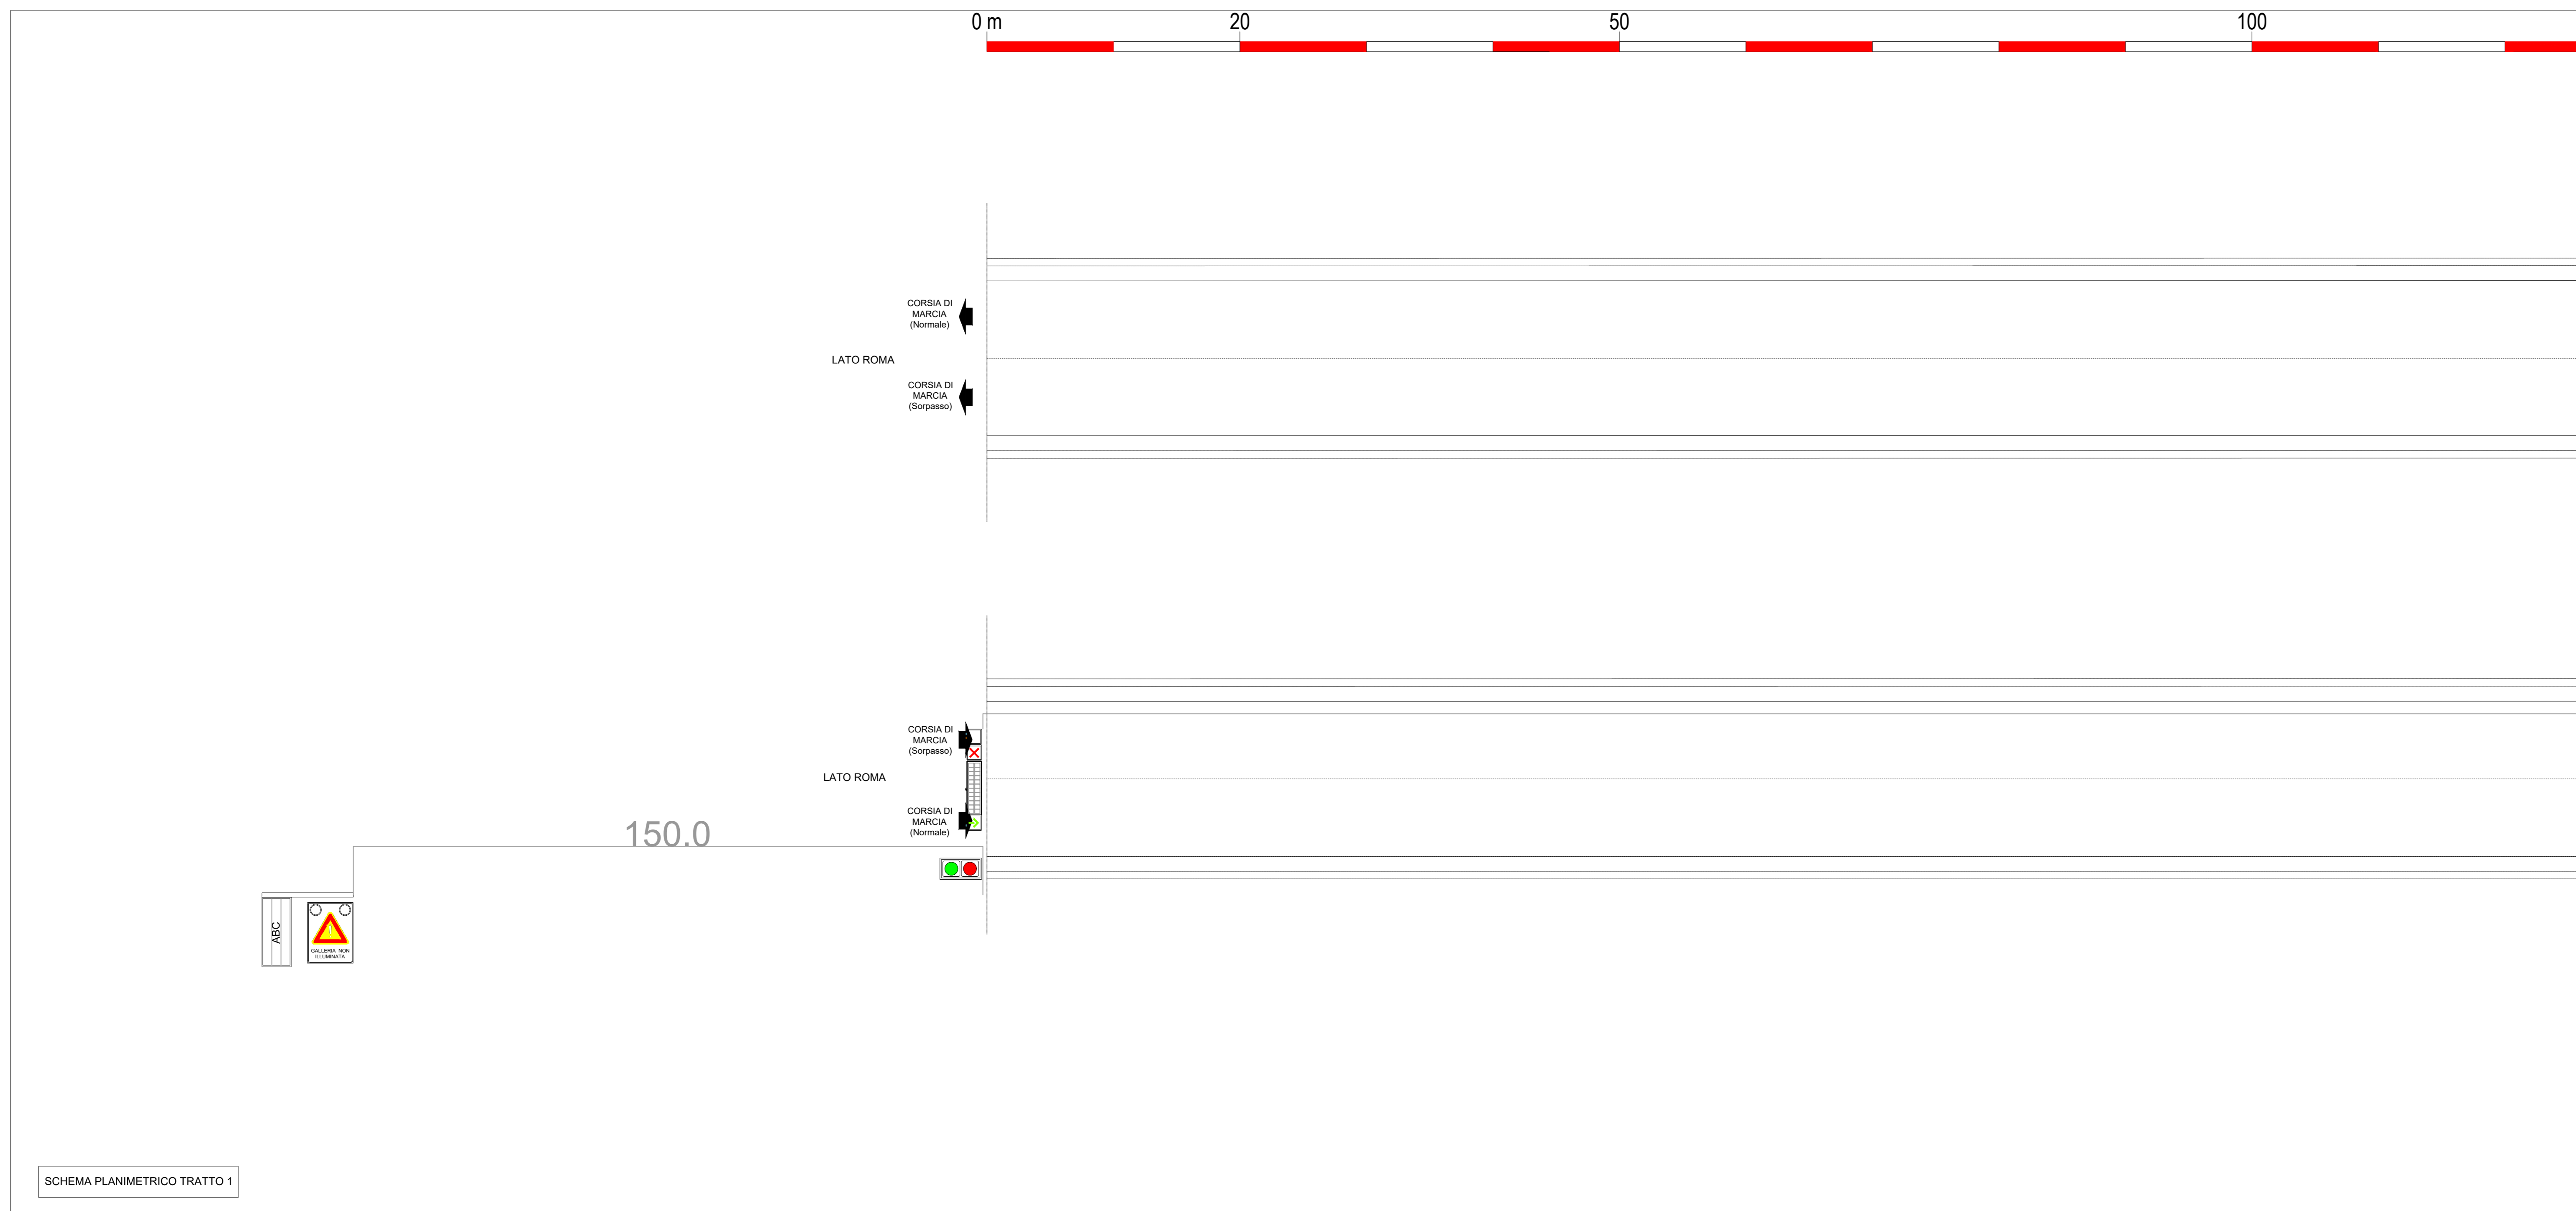 0 m 20 50 100
CORSIA DI
MARCIA
(Normale)
LATO ROMA
CORSIA DI
MARCIA
(Sorpasso)
CORSIA DI
MARCIA
(Sorpasso)
LATO ROMA
CORSIA DI
MARCIA
(Normale)
150.0
ABC
GALLERIA NON
ILLUMINATA
SCHEMA PLANIMETRICO TRATTO 1